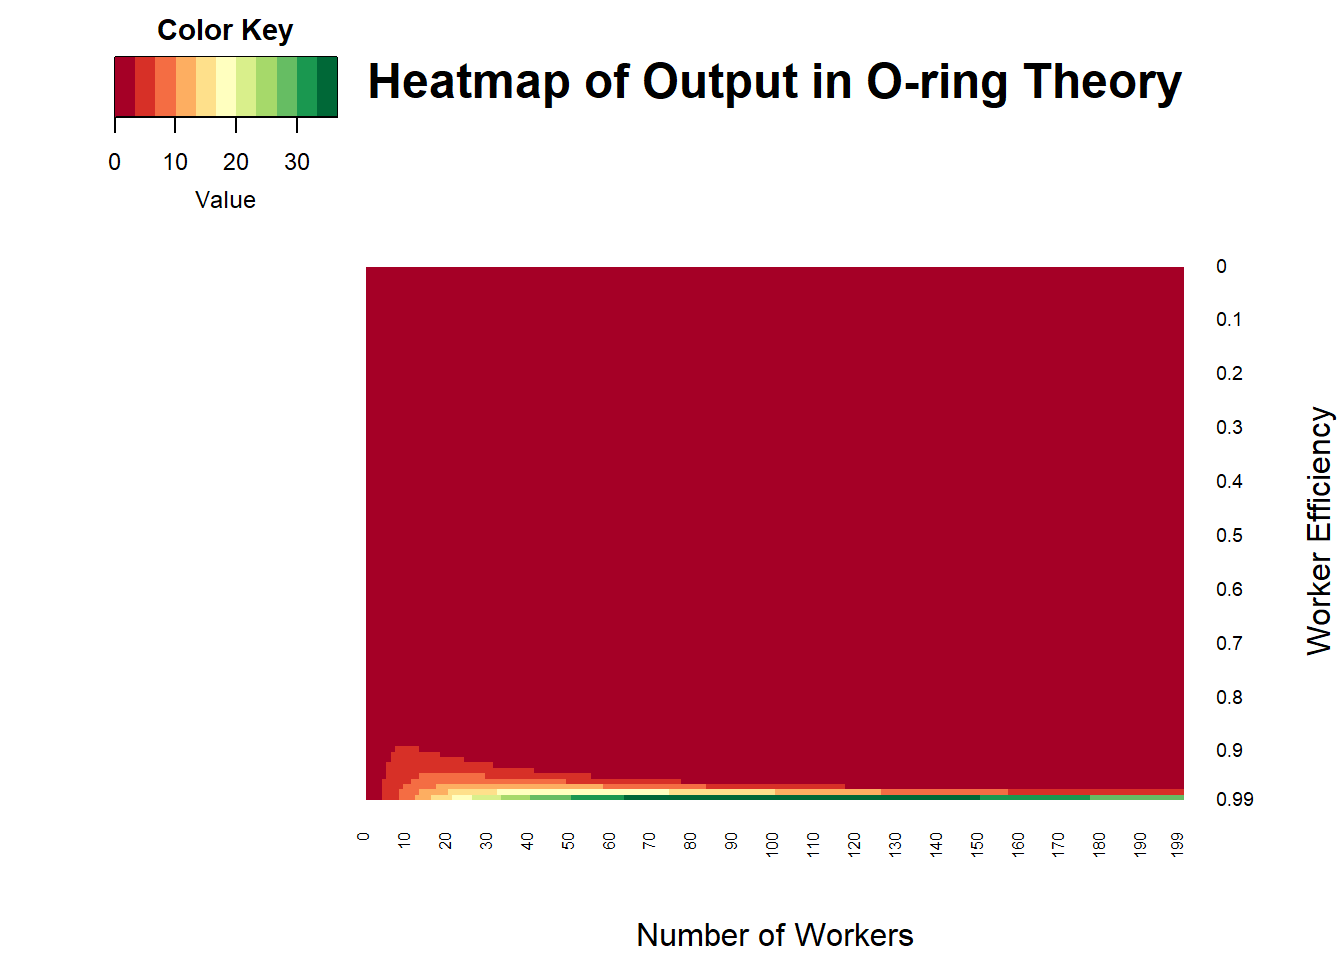 Color Key
0 10 20 30
Value
Heatmap of Output in O-ring Theory
0
0.1
0.2
0.3
0.4
0.5
0.6
0.7
0.8
0.9
0.99
Worker Efficiency
0 10 20 30 40 50 60 70 80 90 100 110 120 130 140 150 160 170 180 190 199
Number of Workers